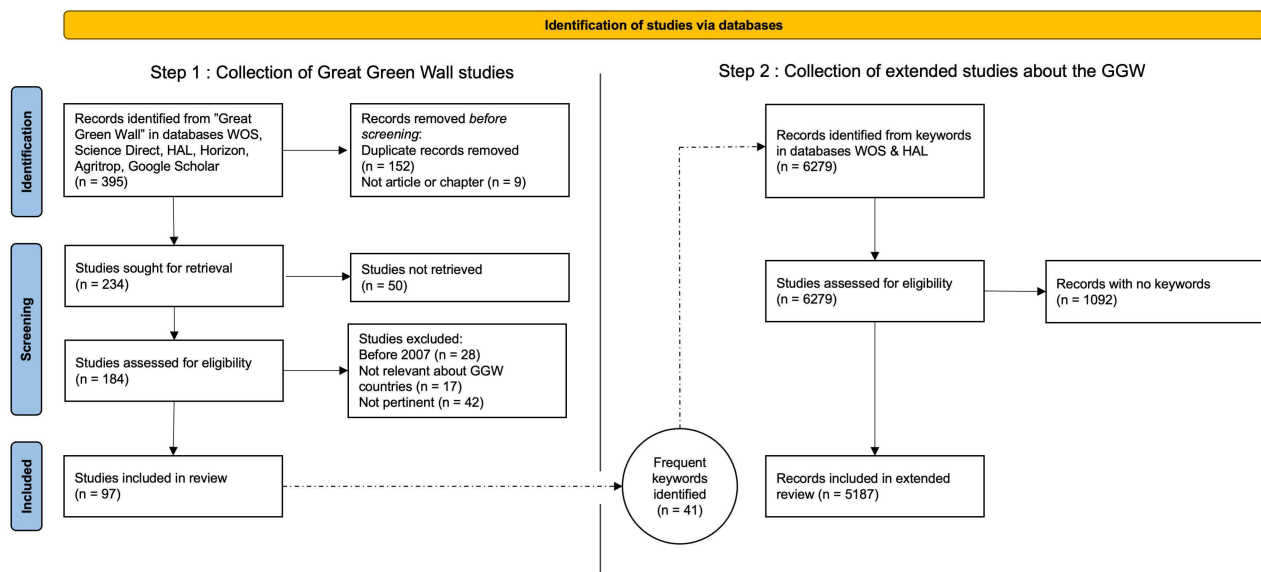 Identification of studies via databases
Step 1 : Collection of Great Green Wall studies
Step 2 : Collection of extended studies about the GGW
Identification
Records identified from ”Great
Green Wall” in databases WOS,
Science Direct, HAL, Horizon,
Agritrop, Google Scholar
(n = 395)
Records removed before
screening:
Duplicate records removed
(n = 152)
Not article or chapter (n = 9)
Records identified from keywords
in databases WOS & HAL
(n = 6279)
Screening
Studies sought for retrieval
(n = 234)
Studies not retrieved
(n = 50)
Studies assessed for eligibility
(n = 184)
Studies excluded:
Before 2007 (n = 28)
Not relevant about GGW
countries (n = 17)
Not pertinent (n = 42)
Studies assessed for eligibility
(n = 6279)
Records with no keywords
(n = 1092)
Included
Studies included in review
(n = 97)
Frequent
keywords
identified
(n = 41)
Records included in extended
review (n = 5187)